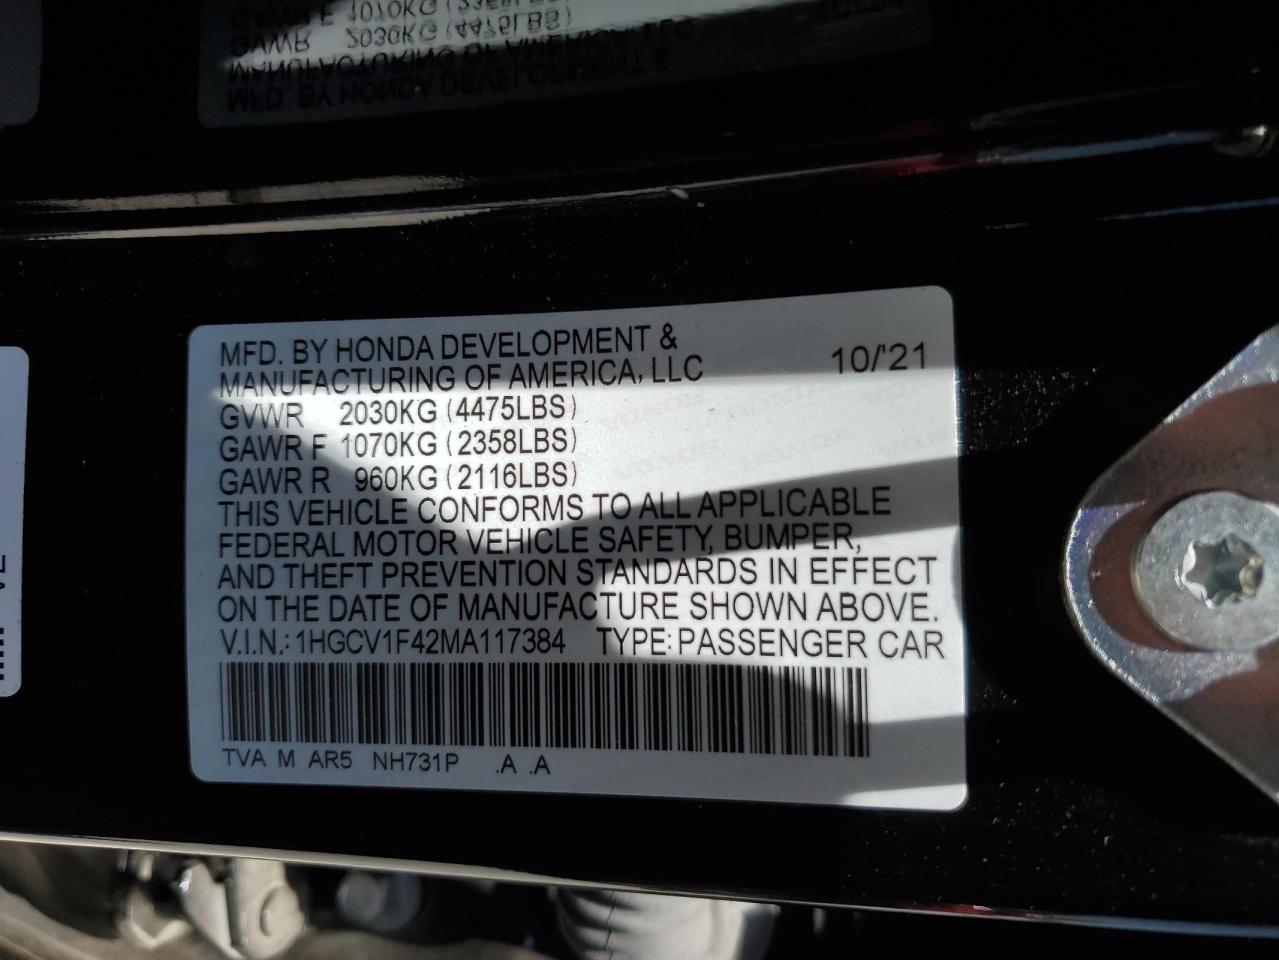 MFD. BY HONDA DEVELOPMENT &
MANUFACTURING OF AMERICA, LLC 10/'21
GVWR 2030KG (4475LBS)
GAWR F 1070KG (2358LBS)
GAWR R 960KG (2116LBS)
THIS VEHICLE CONFORMS TO ALL APPLICABLE
FEDERAL MOTOR VEHICLE SAFETY, BUMPER,
AND THEFT PREVENTION STANDARDS IN EFFECT
ON THE DATE OF MANUFACTURE SHOWN ABOVE.
V.I.N.: 1HGCV1F42MA117384 TYPE: PASSENGER CAR
TVA M AR5 NH731P .A .A